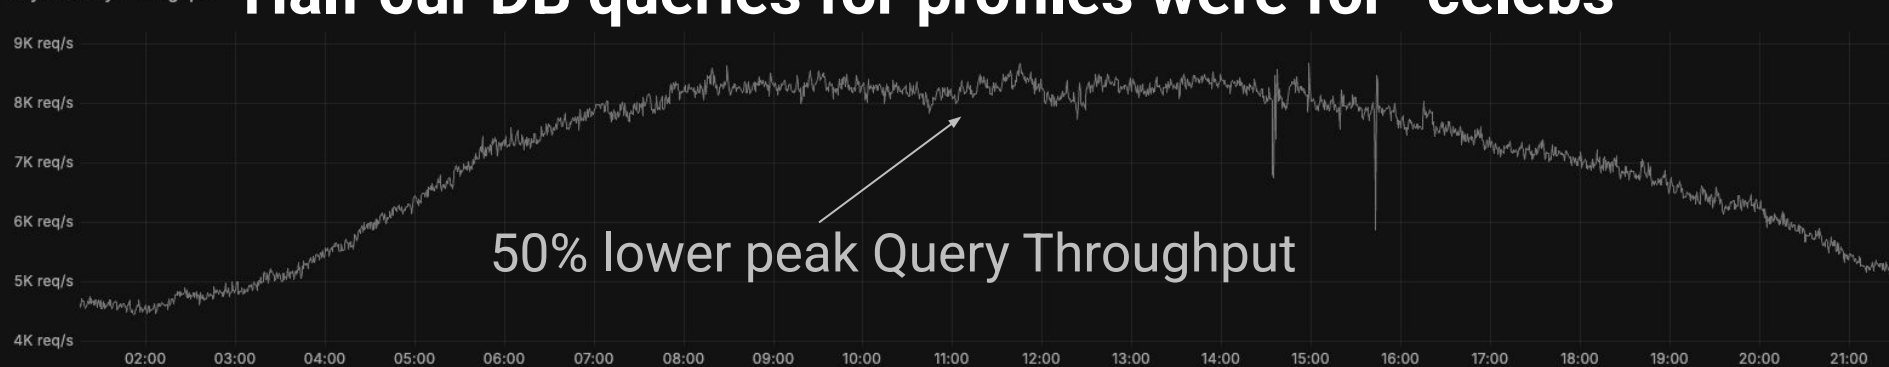 Half our DB queries for profiles were for "celebs"
9K req/s
8K req/s
7K req/s
6K req/s
50% lower peak Query Throughput
5K req/s
4K req/s
02:00 03:00 04:00 05:00 06:00 07:00 08:00 09:00 10:00 11:00 12:00 13:00 14:00 15:00 16:00 17:00 18:00 19:00 20:00 21:00